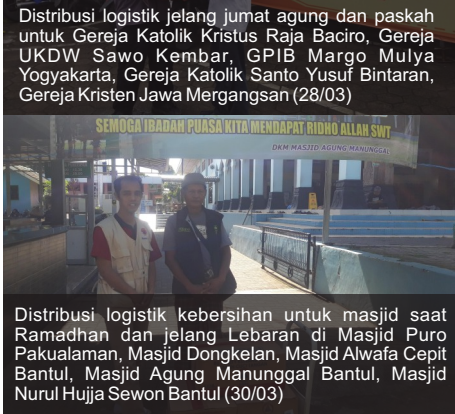 Distribusi logistik jelang jumat agung dan paskah
untuk Gereja Katolik Kristus Raja Baciro, Gereja
UKDW Sawo Kembar, GPIB Margo Mulya
Yogyakarta, Gereja Katolik Santo Yusuf Bintaran,
Gereja Kristen Jawa Mergangsan (28/03)
SEMOGA IBADAH PUASA KITA MENDAPAT RIDHO ALLAH SWT
DKM MASJID AGUNG MANUNGGAL
Distribusi logistik kebersihan untuk masjid saat
Ramadhan dan jelang Lebaran di Masjid Puro
Pakualaman, Masjid Dongkelan, Masjid Alwafa Cepit
Bantul, Masjid Agung Manunggal Bantul, Masjid
Nurul Hujja Sewon Bantul (30/03)